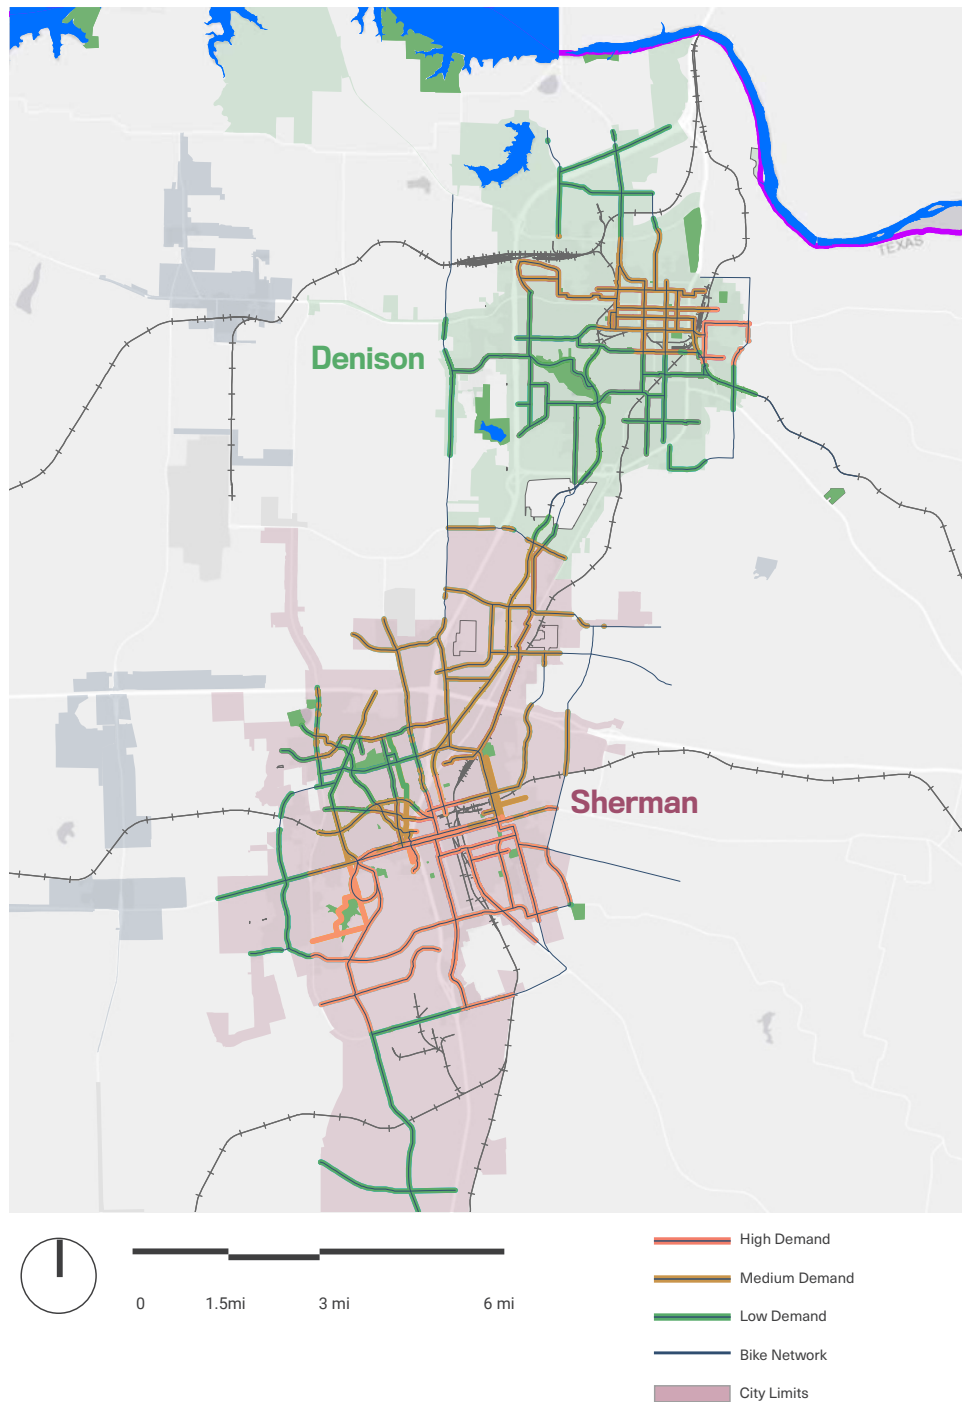 TEXAS
Denison
Sherman
0 1.5mi 3 mi 6 mi
High Demand
Medium Demand
Low Demand
Bike Network
City Limits